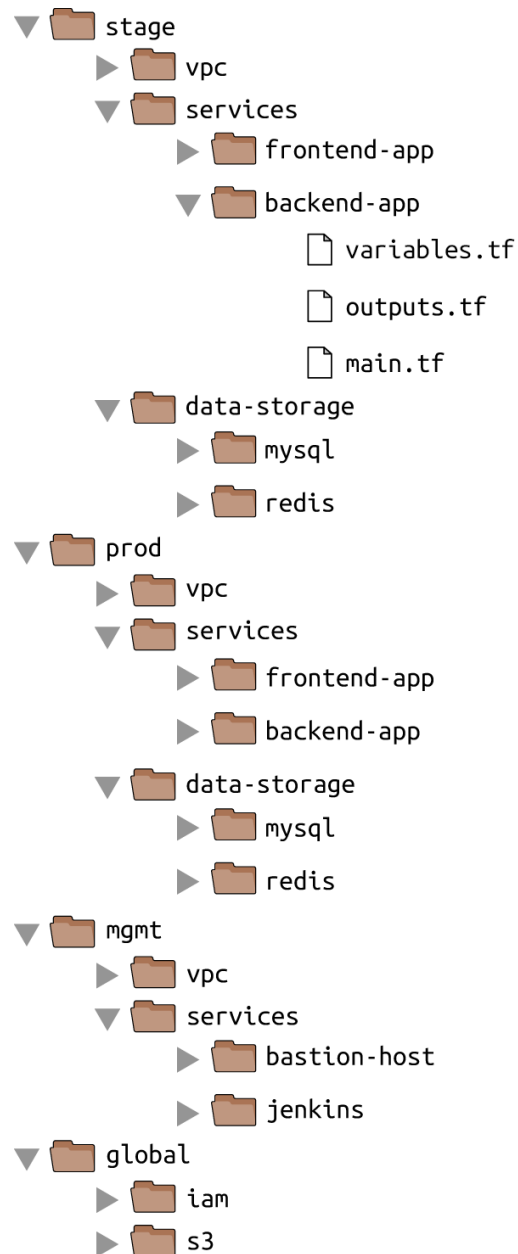 stage
vpc
services
frontend-app
backend-app
variables.tf
outputs.tf
main.tf
data-storage
mysql
redis
prod
vpc
services
frontend-app
backend-app
data-storage
mysql
redis
mgmt
vpc
services
bastion-host
jenkins
global
iam
s3